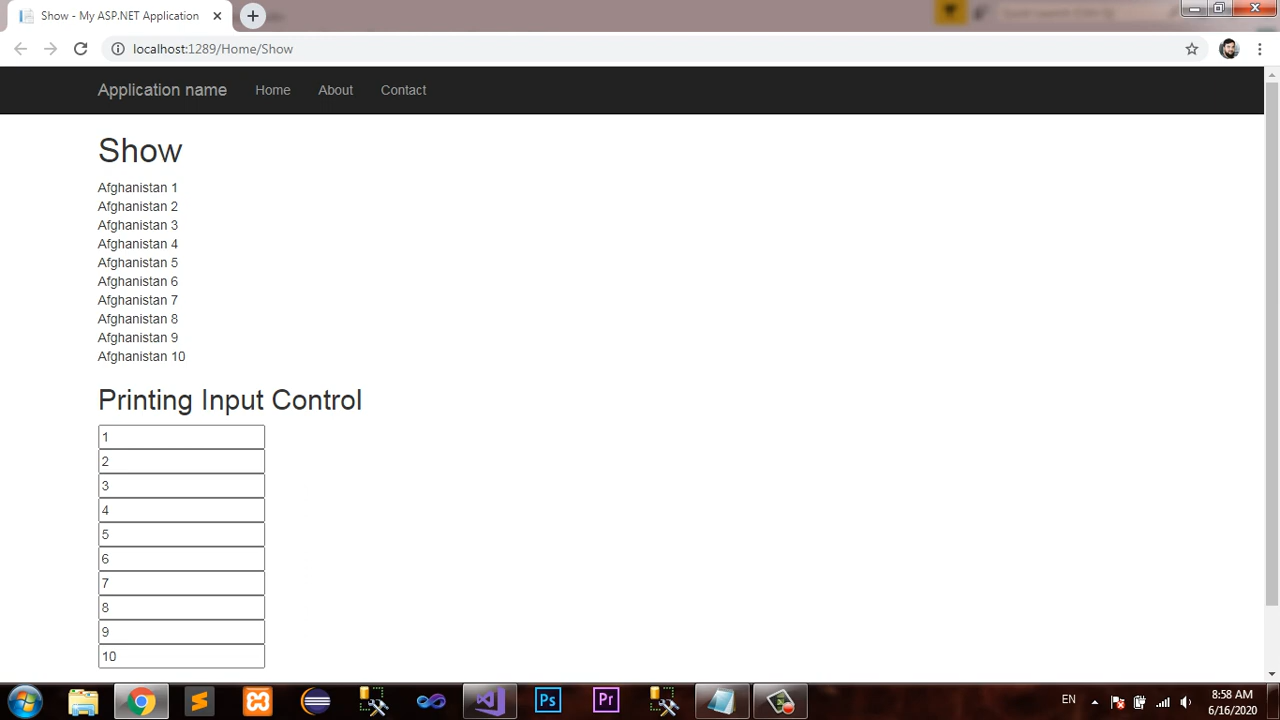 Show - My ASP.NET Application
localhost:1289/Home/Show
Application name Home About Contact
Show
Afghanistan 1
Afghanistan 2
Afghanistan 3
Afghanistan 4
Afghanistan 5
Afghanistan 6
Afghanistan 7
Afghanistan 8
Afghanistan 9
Afghanistan 10
Printing Input Control
1
2
3
4
5
6
7
8
9
10
Ps Pr EN 8:58 AM
6/16/2020